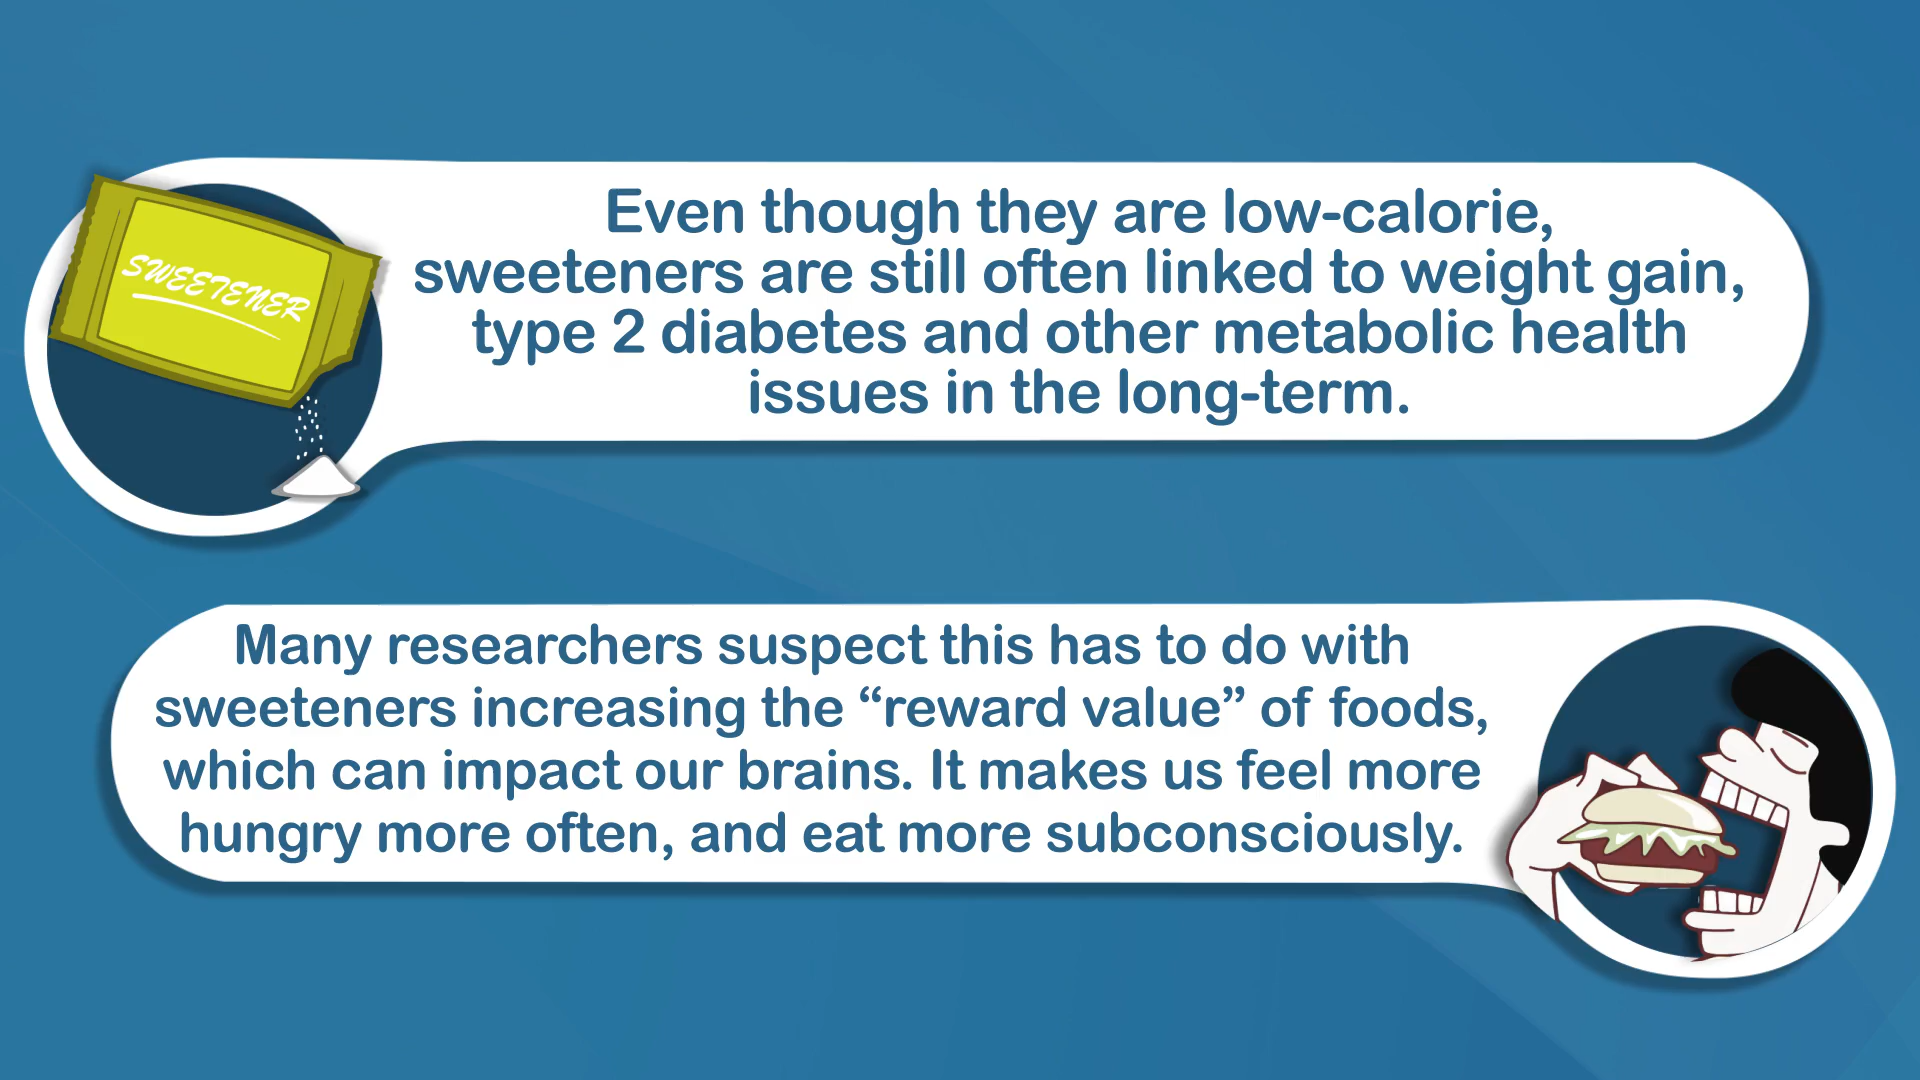 SWEETENER
Even though they are low-calorie,
sweeteners are still often linked to weight gain,
type 2 diabetes and other metabolic health
issues in the long-term.
Many researchers suspect this has to do with
sweeteners increasing the “reward value” of foods,
which can impact our brains. It makes us feel more
hungry more often, and eat more subconsciously.